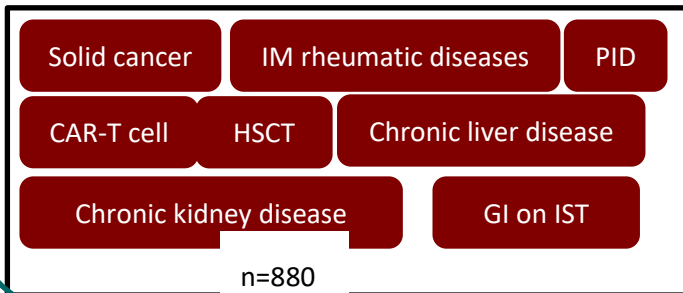 Solid cancer IM rheumatic diseases PID
CAR-T cell HSCT Chronic liver disease
Chronic kidney disease GI on IST
n=880